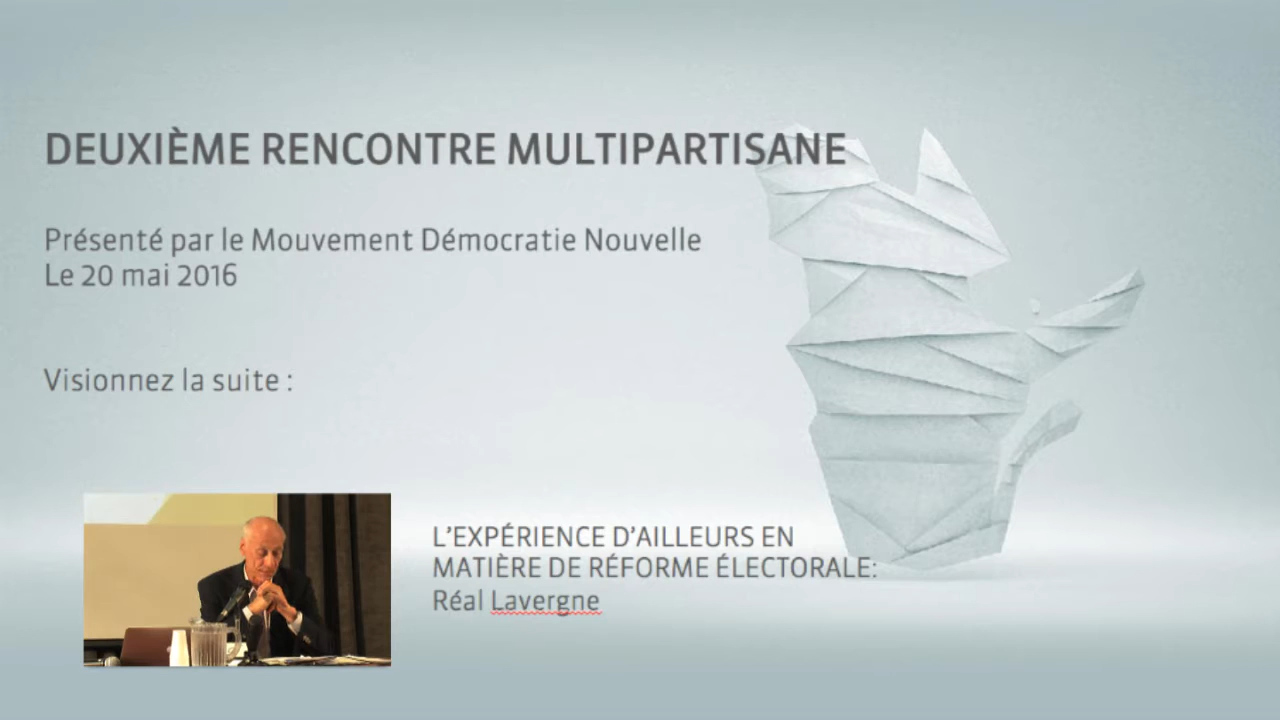 DEUXIÈME RENCONTRE MULTIPARTISANE
Présenté par le Mouvement Démocratie Nouvelle
Le 20 mai 2016
Visionnez la suite :
L'EXPÉRIENCE D'AILLEURS EN
MATIÈRE DE RÉFORME ÉLECTORALE:
Réal Lavergne